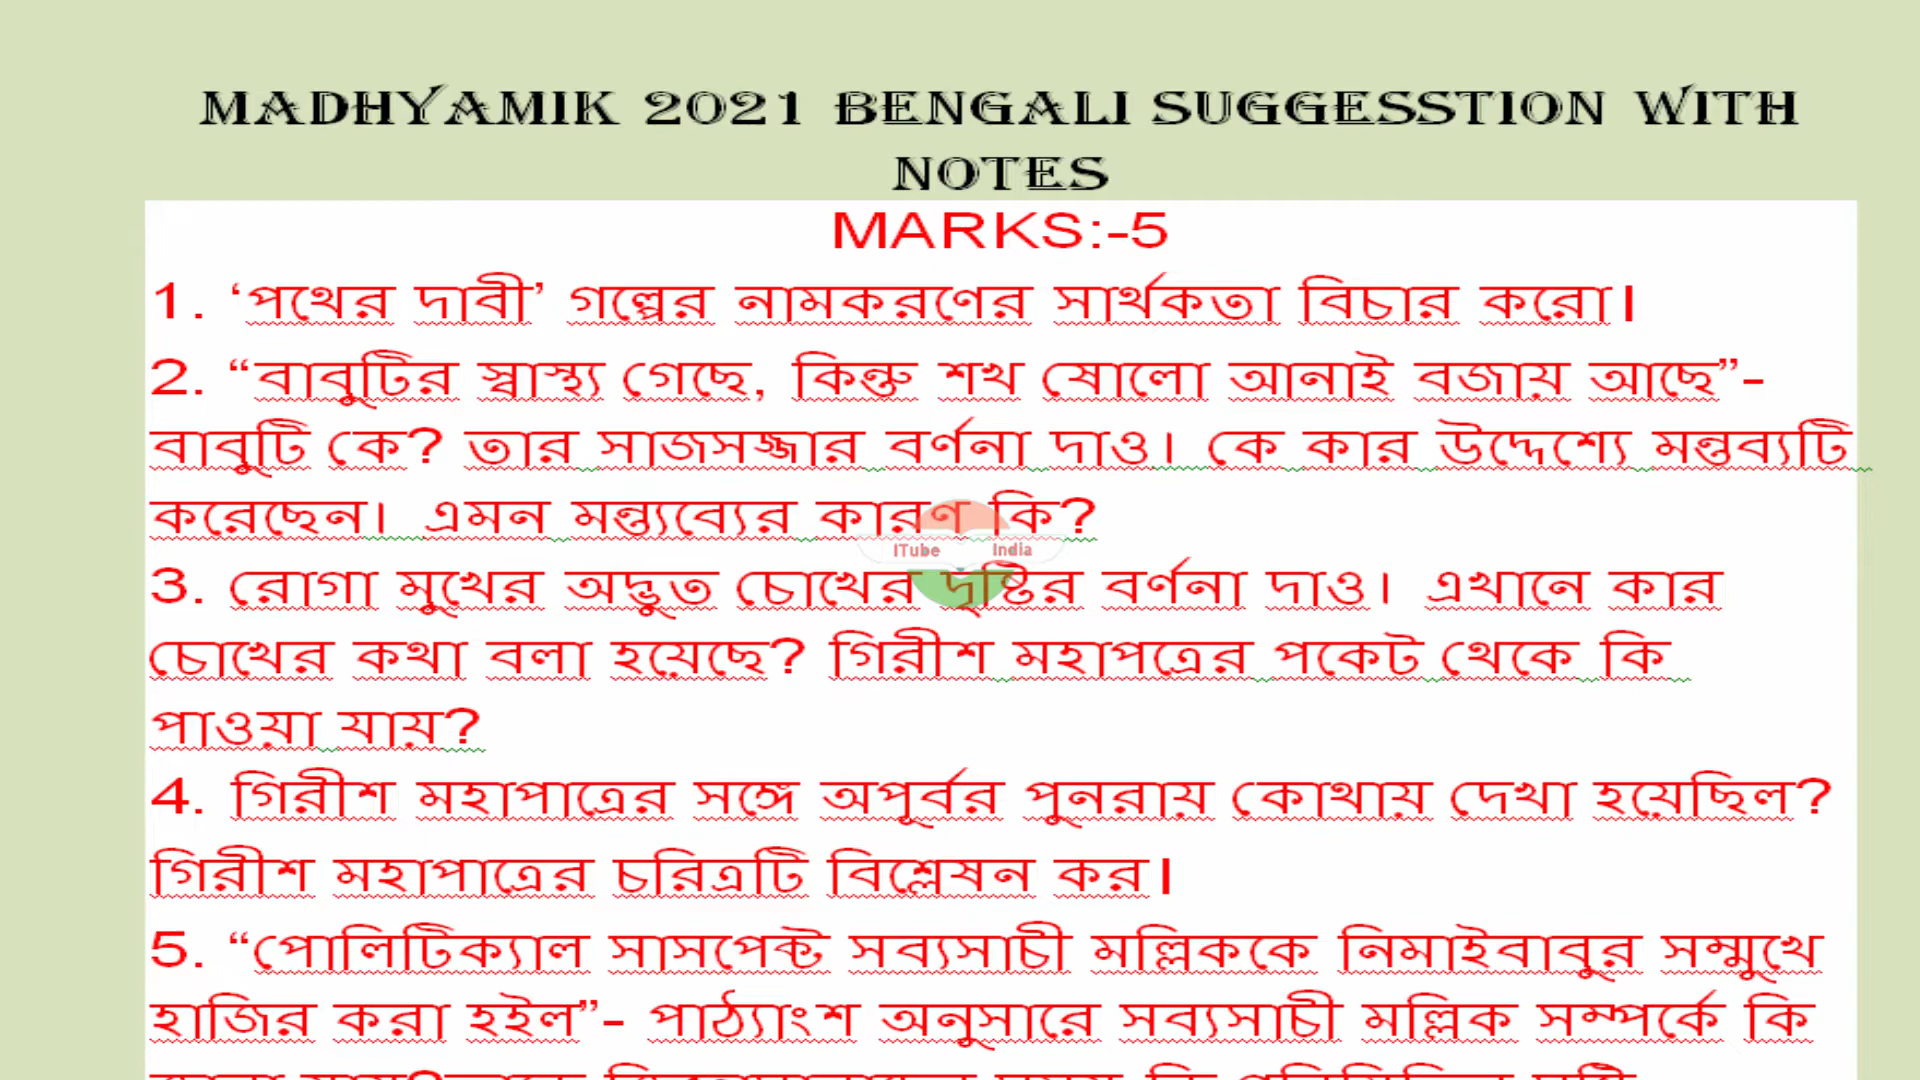 MADHYAMIK 2021 BENGALI SUGGESSTION WITH
NOTES
MARKS:-5
1. ‘পথের দাবী’ গল্পের নামকরণের সার্থকতা বিচার করো।
2. “বাবুটির স্বাস্থ্য গেছে, কিন্তু শখ ষোলো আনাই বজায় আছে”-
বাবুটি কে? তার সাজসজ্জার বর্ণনা দাও। কে কার উদ্দেশ্যে মন্তব্যটি
করেছেন। এমন মন্ত্যব্যের কারণ কি?
ITube India
3. রোগা মুখের অদ্ভুত চোখের দৃষ্টির বর্ণনা দাও। এখানে কার
চোখের কথা বলা হয়েছে? গিরীশ মহাপত্রের পকেট থেকে কি
পাওয়া যায়?
4. গিরীশ মহাপাত্রের সঙ্গে অপূর্বর পুনরায় কোথায় দেখা হয়েছিল?
গিরীশ মহাপাত্রের চরিত্রটি বিশ্লেষন কর।
5. “পোলিটিক্যাল সাসপেক্ট সব্যসাচী মল্লিককে নিমাইবাবুর সম্মুখে
হাজির করা হইল”- পাঠ্যাংশ অনুসারে সব্যসাচী মল্লিক সম্পর্কে কি